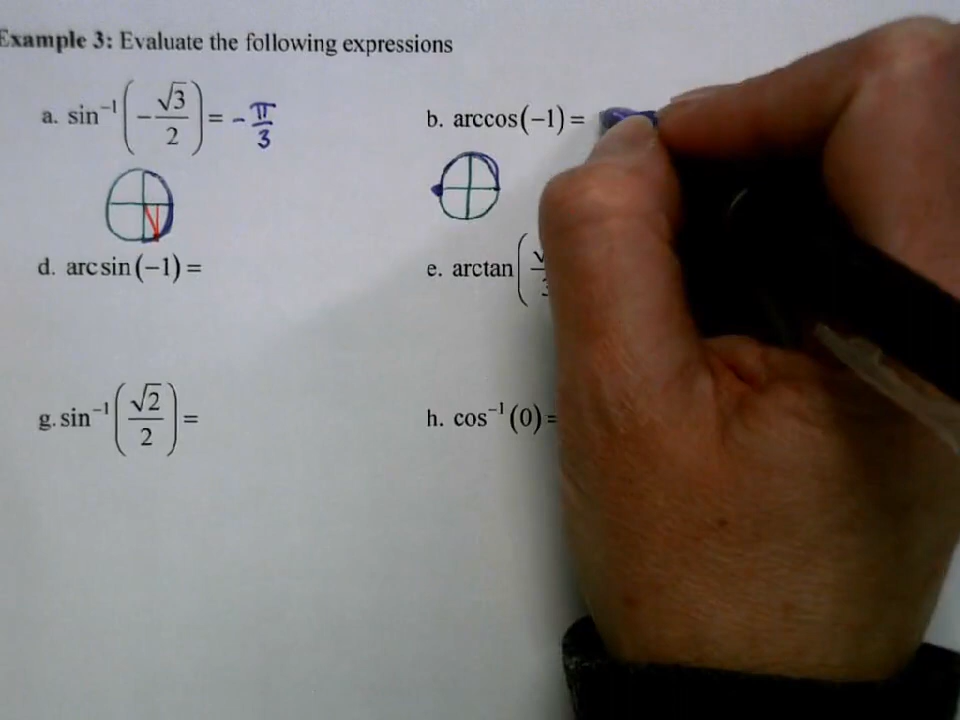 Example 3: Evaluate the following expressions
a. sin⁻¹(-√3/2) = -π/3
b. arccos(-1) =
d. arcsin(-1) =
e. arctan(
g. sin⁻¹(√2/2) =
h. cos⁻¹(0) =